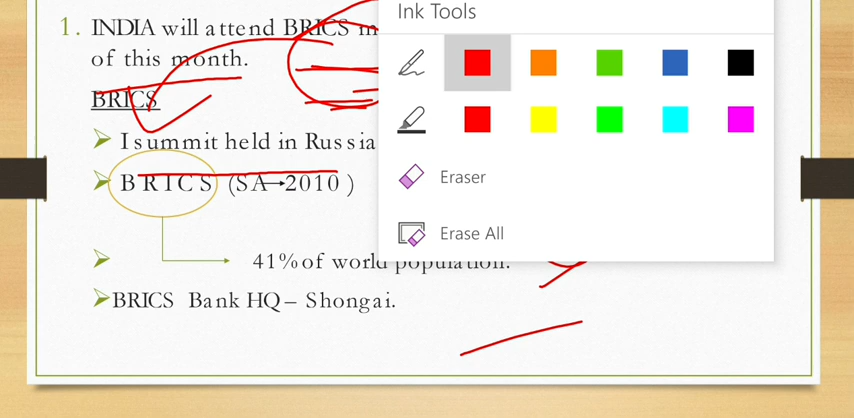 Ink Tools
1. INDIA will attend BRICS m
of this month.
BRICS
I summit held in Russia
BRICS (SA→2010)
Eraser
Erase All
41% of world population.
BRICS Bank HQ – Shongai.